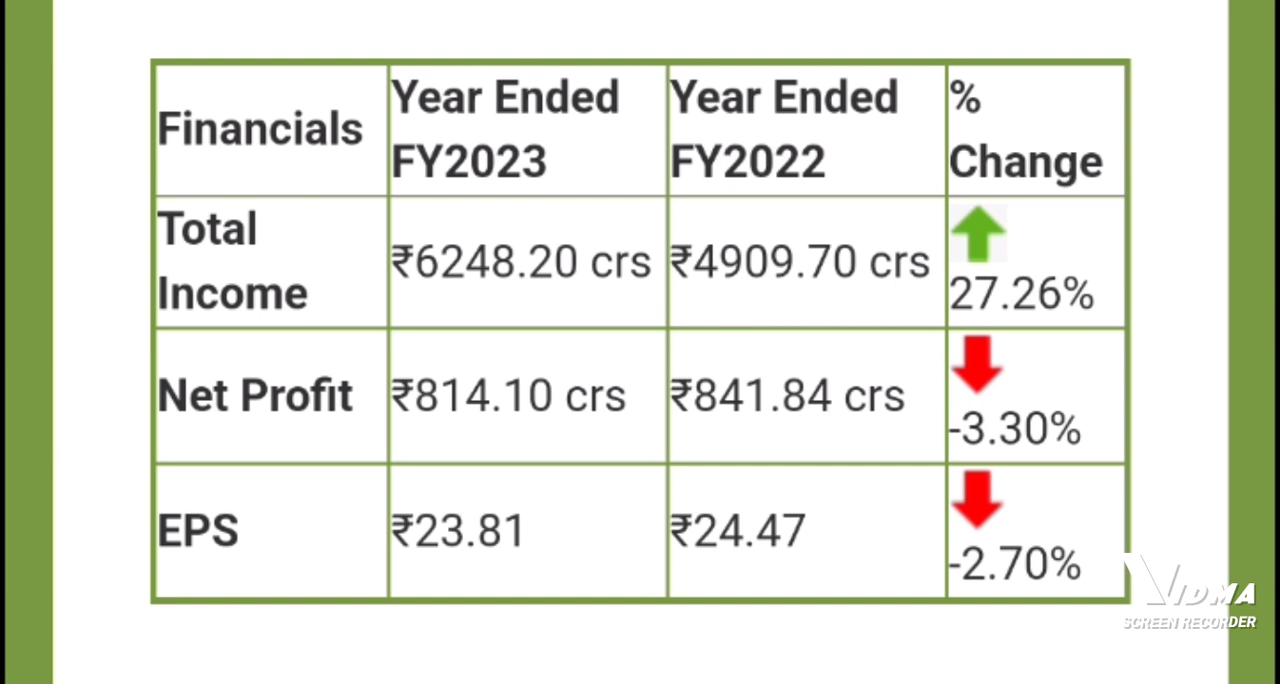 Financials
Year Ended
FY2023
Year Ended
FY2022
%
Change
Total
Income
₹6248.20 crs
₹4909.70 crs
27.26%
Net Profit
₹814.10 crs
₹841.84 crs
-3.30%
EPS
₹23.81
₹24.47
-2.70%
VIDMA
SCREEN RECORDER